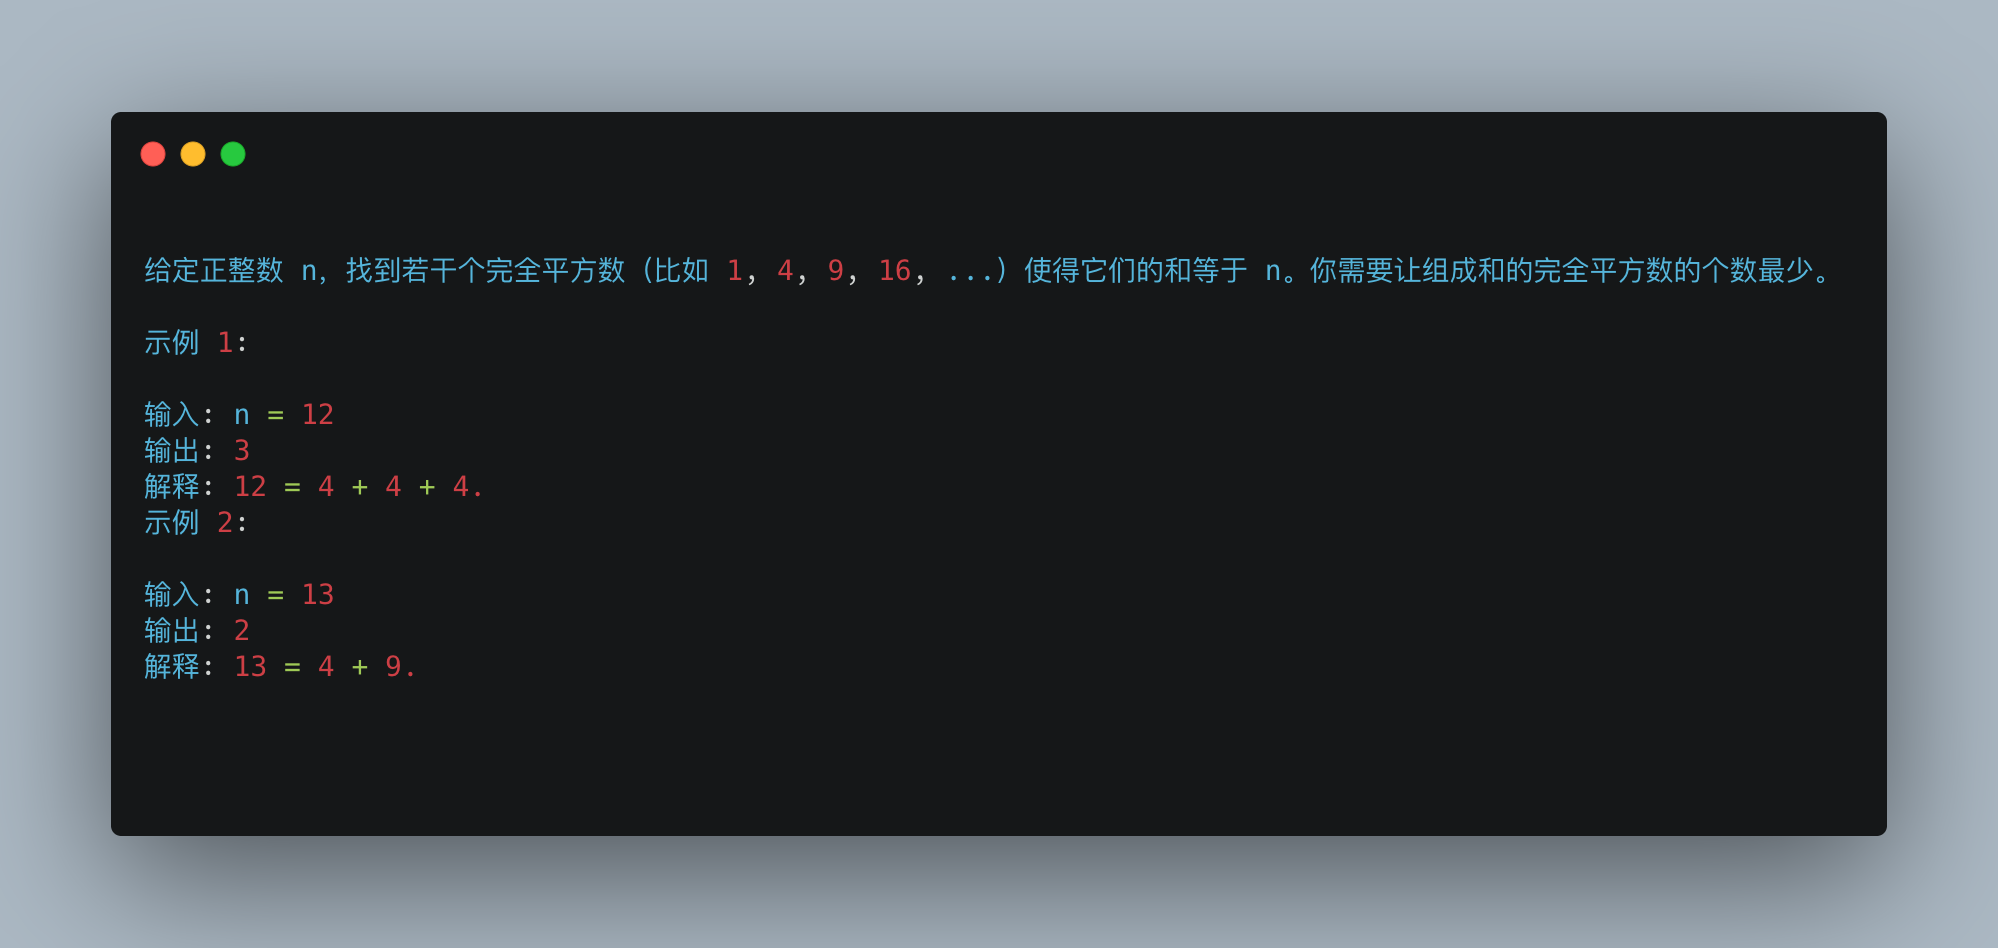 给定正整数 n，找到若干个完全平方数（比如 1, 4, 9, 16, ...）使得它们的和等于 n。你需要让组成和的完全平方数的个数最少。
示例 1:
输入: n = 12
输出: 3
解释: 12 = 4 + 4 + 4.
示例 2:
输入: n = 13
输出: 2
解释: 13 = 4 + 9.